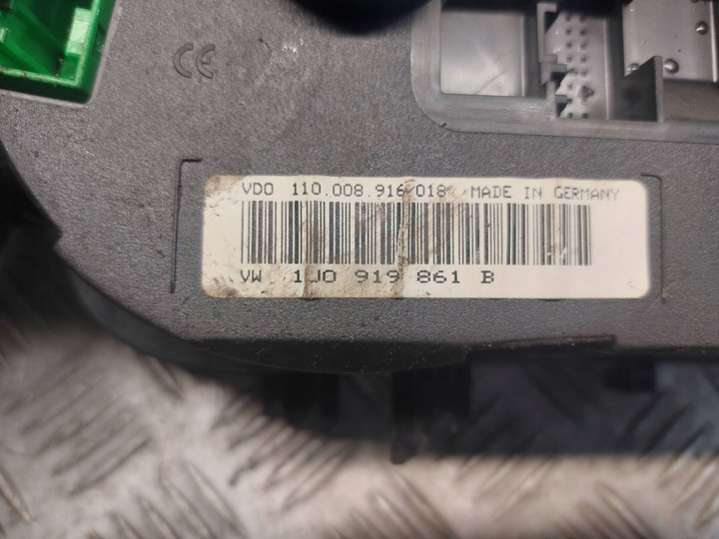 CE
VDO 110.008.916/018 MADE IN GERMANY
VW 1J0 919 861 B